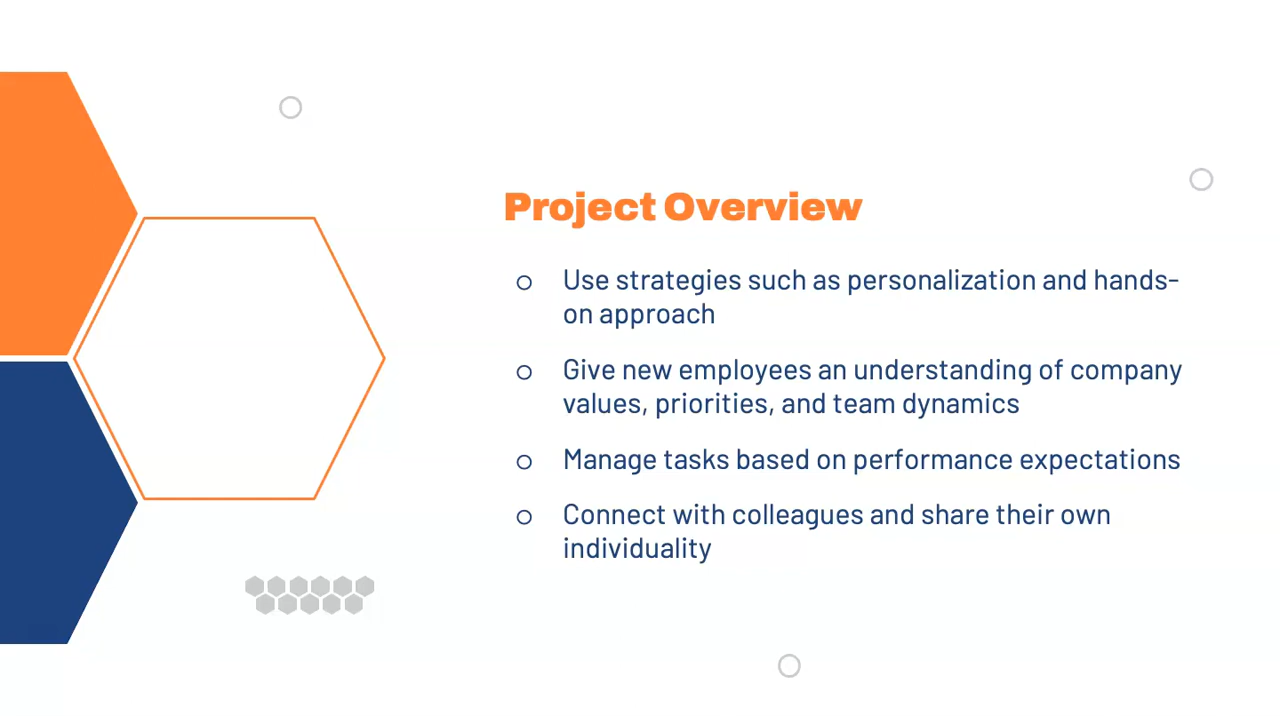 Project Overview
Use strategies such as personalization and hands-
on approach
Give new employees an understanding of company
values, priorities, and team dynamics
Manage tasks based on performance expectations
Connect with colleagues and share their own
individuality